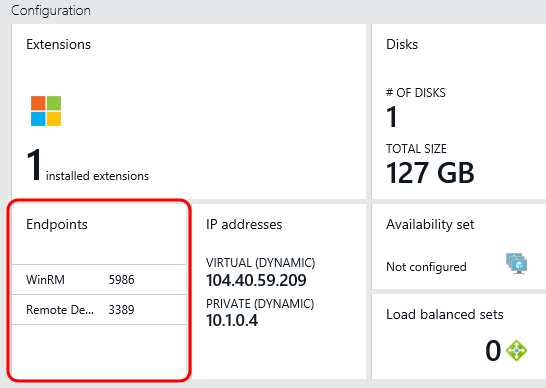 Configuration
Extensions
1 installed extensions
Disks
# OF DISKS
1
TOTAL SIZE
127 GB
Endpoints
WinRM 5986
Remote De... 3389
IP addresses
VIRTUAL (DYNAMIC)
104.40.59.209
PRIVATE (DYNAMIC)
10.1.0.4
Availability set
Not configured
Load balanced sets
0